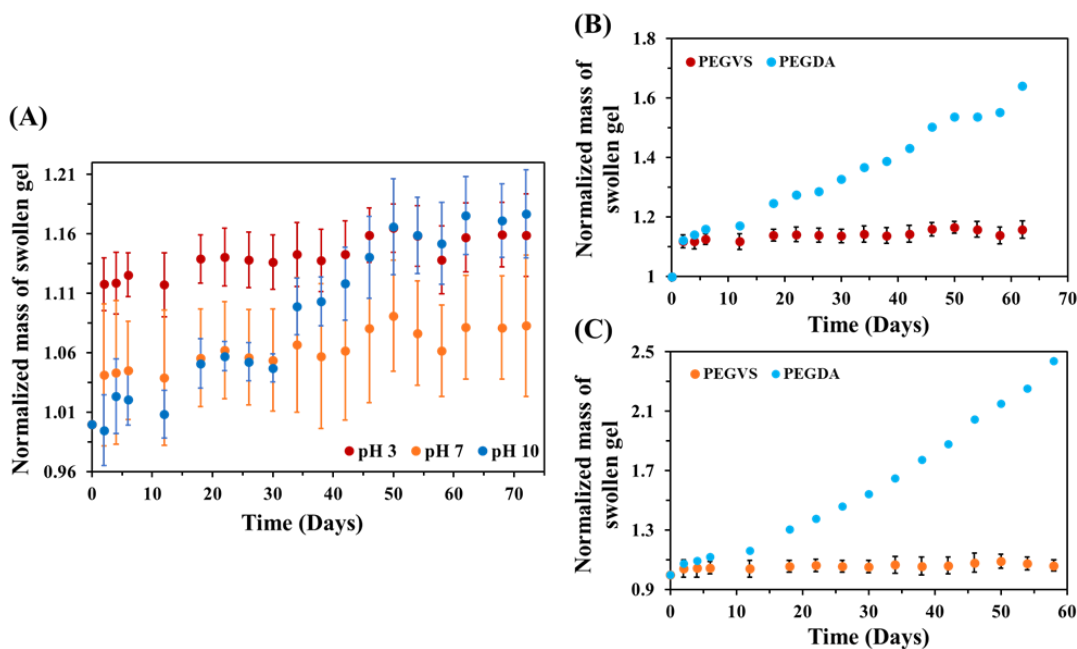 (A)
Normalized mass of swollen gel
1.21
1.16
1.11
1.06
1.01
0.96
pH 3 pH 7 pH 10
0 10 20 30 40 50 60 70
Time (Days)
(B)
Normalized mass of
swollen gel
1.8
1.6
1.4
1.2
1
PEGVS PEGDA
0 10 20 30 40 50 60 70
Time (Days)
(C)
Normalized mass of
swollen gel
2.5
2.1
1.7
1.3
0.9
PEGVS PEGDA
0 10 20 30 40 50 60
Time (Days)